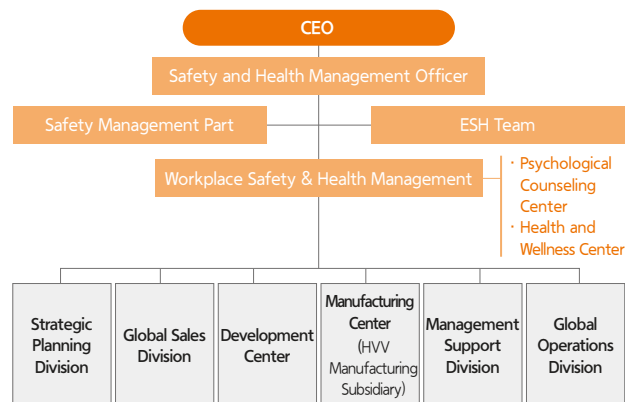 CEO
Safety and Health Management Officer
Safety Management Part
ESH Team
Workplace Safety & Health Management
· Psychological
Counseling
Center
· Health and
Wellness Center
Strategic
Planning
Division
Global Sales
Division
Development
Center
Manufacturing
Center
(HVV
Manufacturing
Subsidiary)
Management
Support
Division
Global
Operations
Division